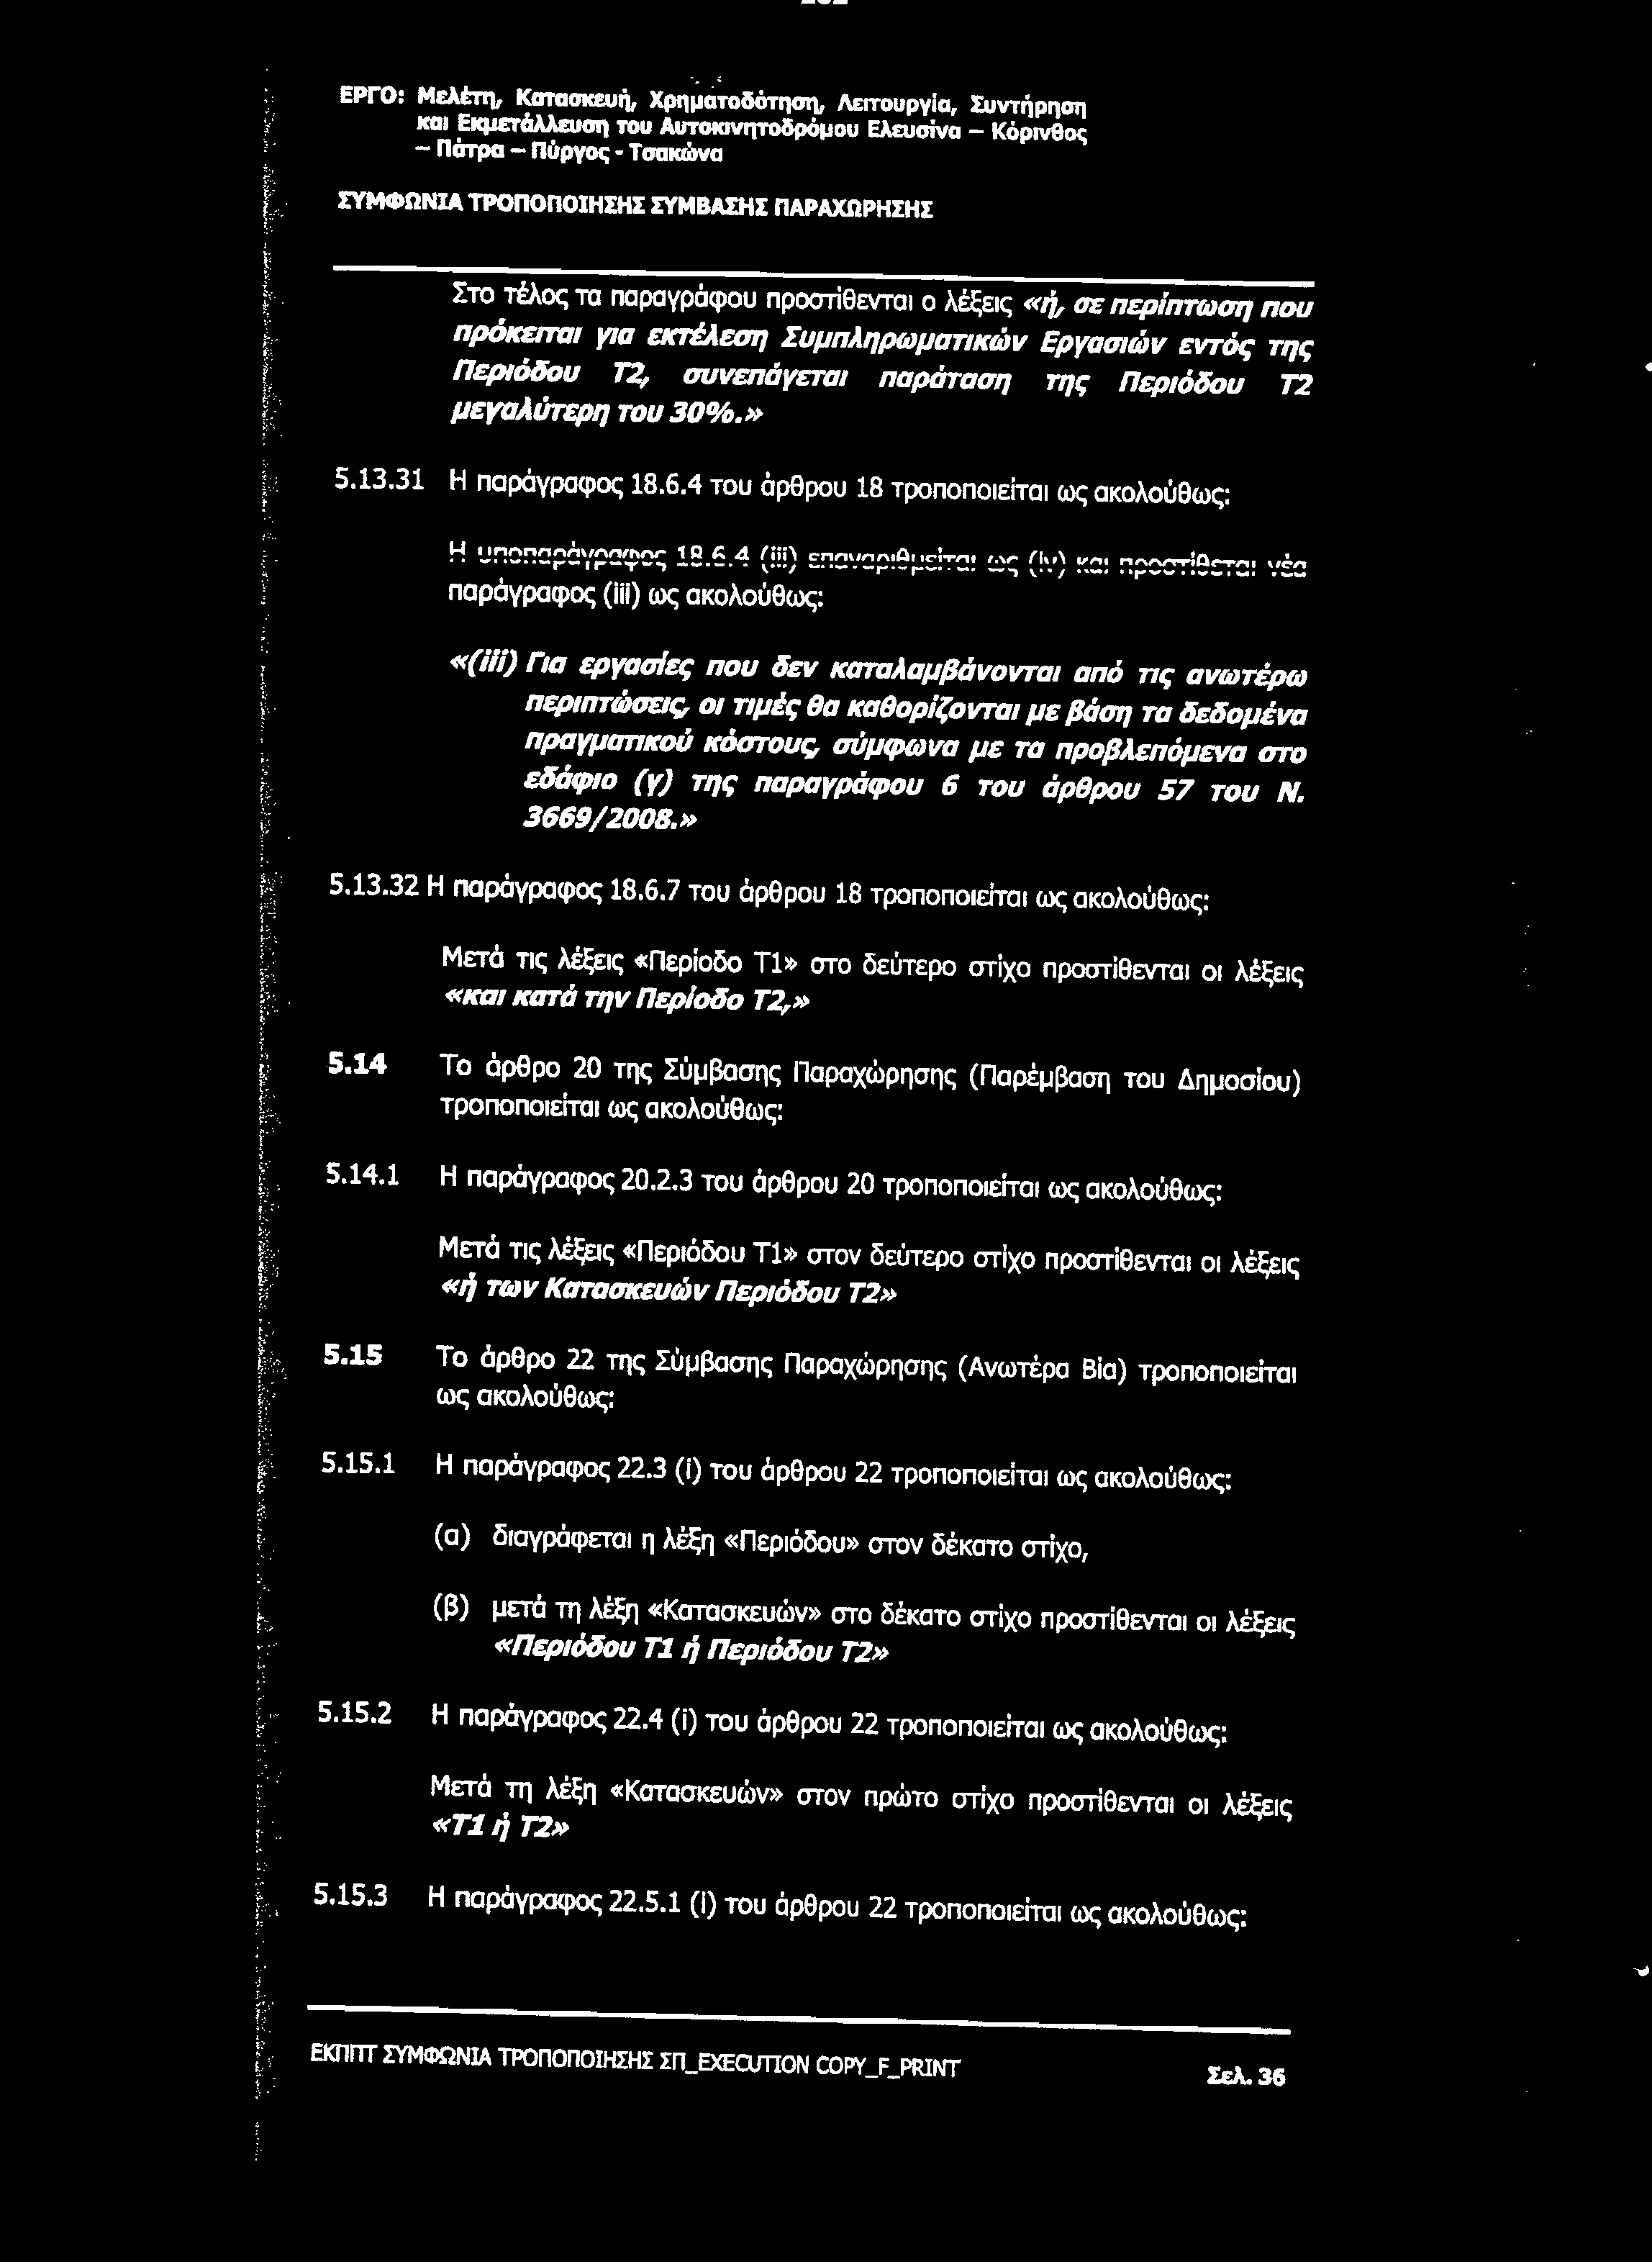 ΕΡΓΟ: Μελέτη, Κατασκευή, Χρηματοδότηση, Λειτουργία, Συντήρηση
και Εκμετάλλευση του Αυτοκινητοδρόμου Ελευσίνα – Κόρινθος
– Πάτρα – Πύργος - Τσακώνα
ΣΥΜΦΩΝΙΑ ΤΡΟΠΟΠΟΙΗΣΗΣ ΣΥΜΒΑΣΗΣ ΠΑΡΑΧΩΡΗΣΗΣ
Στο τέλος τα παραγράφου προστίθενται ο λέξεις «ή, σε περίπτωση που
πρόκειται για εκτέλεση Συμπληρωματικών Εργασιών εντός της
Περιόδου Τ2, συνεπάγεται παράταση της Περιόδου Τ2
μεγαλύτερη του 30%.»
5.13.31 Η παράγραφος 18.6.4 του άρθρου 18 τροποποιείται ως ακολούθως:
Η υποπαράγραφος 18.6.4 (iii) επαναριθμείται ως (iv) και προστίθεται νέα
παράγραφος (iii) ως ακολούθως:
«(iii) Για εργασίες που δεν καταλαμβάνονται από τις ανωτέρω
περιπτώσεις, οι τιμές θα καθορίζονται με βάση τα δεδομένα
πραγματικού κόστους, σύμφωνα με τα προβλεπόμενα στο
εδάφιο (γ) της παραγράφου 6 του άρθρου 57 του Ν.
3669/2008.»
5.13.32 Η παράγραφος 18.6.7 του άρθρου 18 τροποποιείται ως ακολούθως:
Μετά τις λέξεις «Περίοδο Τ1» στο δεύτερο στίχο προστίθενται οι λέξεις
«και κατά την Περίοδο Τ2,»
5.14 Το άρθρο 20 της Σύμβασης Παραχώρησης (Παρέμβαση του Δημοσίου)
τροποποιείται ως ακολούθως:
5.14.1 Η παράγραφος 20.2.3 του άρθρου 20 τροποποιείται ως ακολούθως:
Μετά τις λέξεις «Περιόδου Τ1» στον δεύτερο στίχο προστίθενται οι λέξεις
«ή των Κατασκευών Περιόδου Τ2»
5.15 Το άρθρο 22 της Σύμβασης Παραχώρησης (Ανωτέρα Βία) τροποποιείται
ως ακολούθως:
5.15.1 Η παράγραφος 22.3 (i) του άρθρου 22 τροποποιείται ως ακολούθως:
(α) διαγράφεται η λέξη «Περιόδου» στον δέκατο στίχο,
(β) μετά τη λέξη «Κατασκευών» στο δέκατο στίχο προστίθενται οι λέξεις
«Περιόδου Τ1 ή Περιόδου Τ2»
5.15.2 Η παράγραφος 22.4 (i) του άρθρου 22 τροποποιείται ως ακολούθως:
Μετά τη λέξη «Κατασκευών» στον πρώτο στίχο προστίθενται οι λέξεις
«Τ1 ή Τ2»
5.15.3 Η παράγραφος 22.5.1 (i) του άρθρου 22 τροποποιείται ως ακολούθως:
ΕΚΠΠΤ ΣΥΜΦΩΝΙΑ ΤΡΟΠΟΠΟΙΗΣΗΣ ΣΠ_EXECUTION COPY_F_PRINT
Σελ. 36